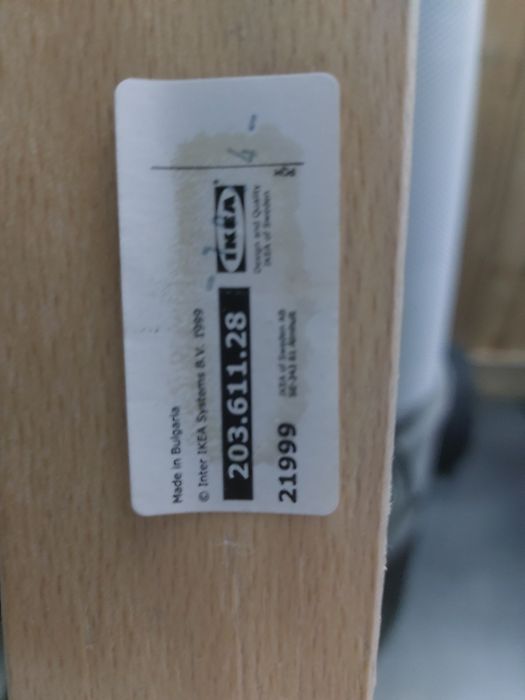 Made in Bulgaria
© Inter IKEA Systems B.V. 1999
203.611.28
IKEA®
Design and Quality
IKEA of Sweden
21999
IKEA of Sweden AB
SE-343 81 Älmhult